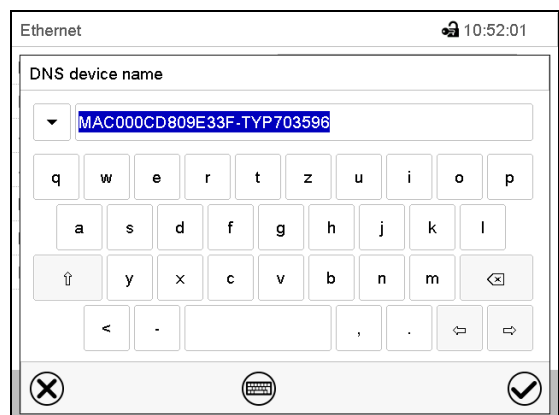 Ethernet 10:52:01
DNS device name
MAC000CD809E33F-TYP703596
q w e r t z u i o p
a s d f g h j k l
y x c v b n m
< - , .